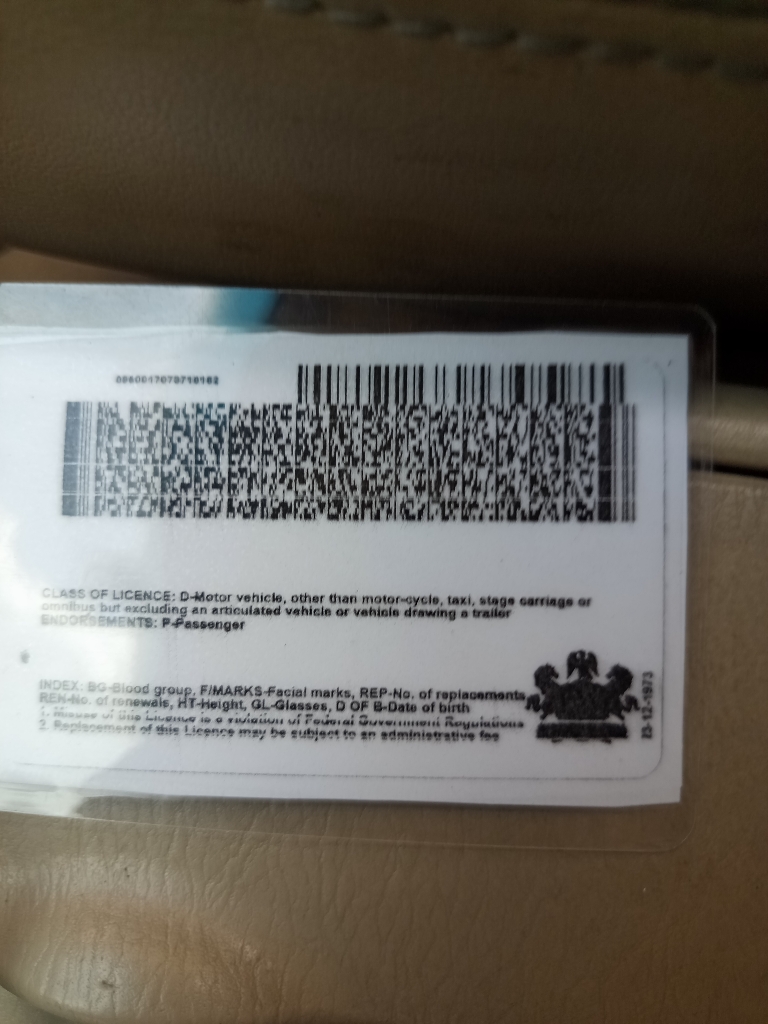 CLASS OF LICENCE: D-Motor vehicle, other than motor-cycle, taxi, stage carriage or
omnibus but excluding an articulated vehicle or vehicle drawing a trailer
ENDORSEMENTS: P-Passenger
INDEX: BG-Blood group, F/MARKS-Facial marks, REP-No. of replacements
REN-No. of renewals, HT-Height, GL-Glasses, D OF B-Date of birth
1. Misuse of this Licence is a violation of Federal Government Regulations
2. Replacement of this Licence may be subject to an administrative fee
23-12-1973